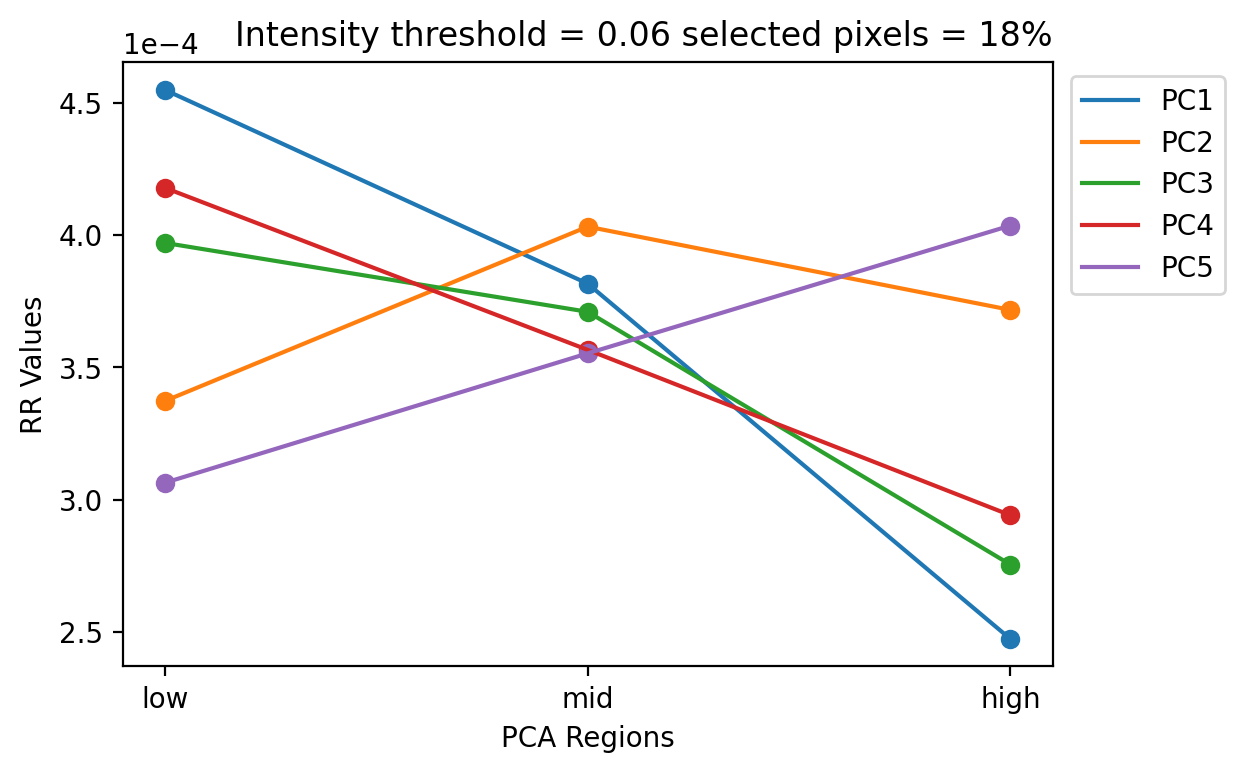 Intensity threshold = 0.06 selected pixels = 18%
1e−4
4.5
4.0
3.5
3.0
2.5
RR Values
low
mid
high
PCA Regions
PC1
PC2
PC3
PC4
PC5